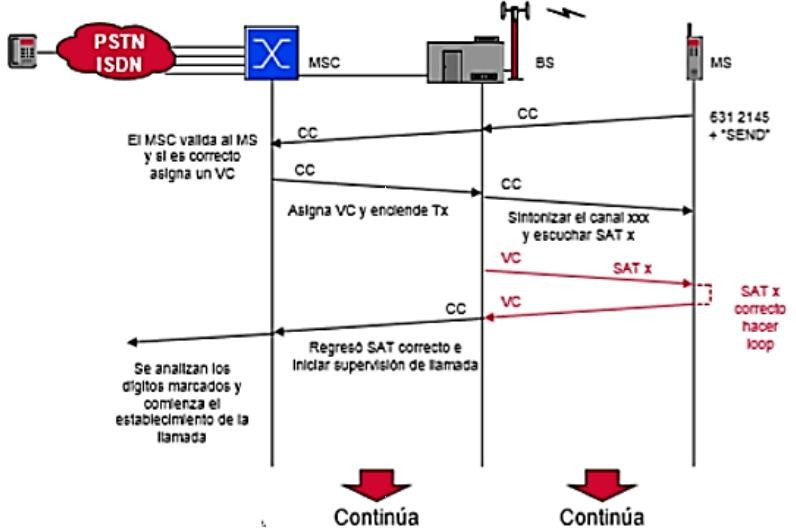 PSTN
ISDN
MSC
BS
MS
631 2145
+ "SEND"
CC
CC
El MSC valida al MS
y si es correcto
asigna un VC
CC
CC
Asigna VC y enciende Tx
Sintonizar el canal xxx
y escuchar SAT x
VC
SAT x
VC
SAT x
correcto
hacer
loop
CC
Regresó SAT correcto e
iniciar supervisión de llamada
Se analizan los
dígitos marcados y
comienza el
establecimiento de la
llamada
Continúa
Continúa